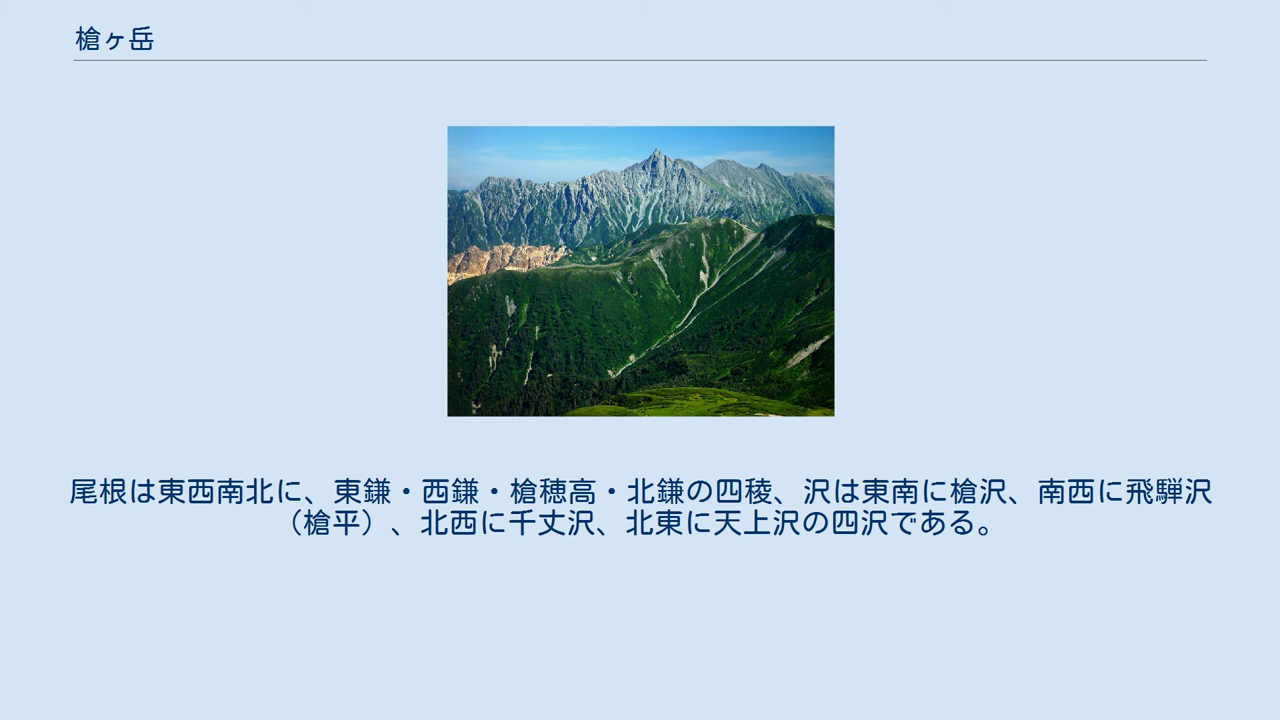 槍ヶ岳
尾根は東西南北に、東鎌・西鎌・槍穂高・北鎌の四稜、沢は東南に槍沢、南西に飛騨沢
（槍平）、北西に千丈沢、北東に天上沢の四沢である。